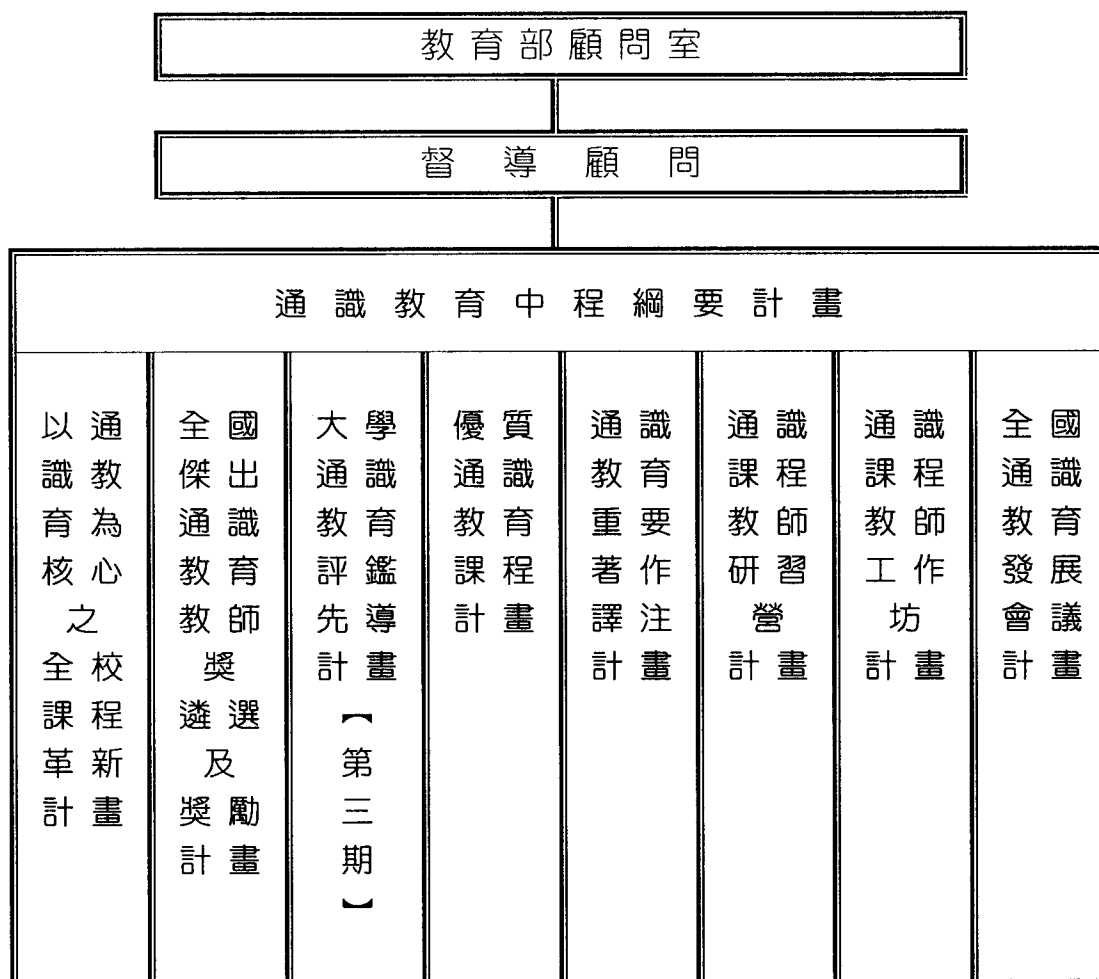 教育部顧問室
督導顧問
通識教育中程綱要計畫
以通
識教
育為
核心
之
全校
課程
革新
計畫
全國
傑出
通識
教育
教師
獎
遴選
及
獎勵
計畫
大學
通識
教育
評鑑
先導
計畫
【
第
三
期
】
優質
通識
教育
課程
計畫
通識
教育
重要
著作
譯注
計畫
通識
課程
教師
研習
營
計畫
通識
課程
教師
工作
坊
計畫
全國
通識
教育
發展
會議
計畫